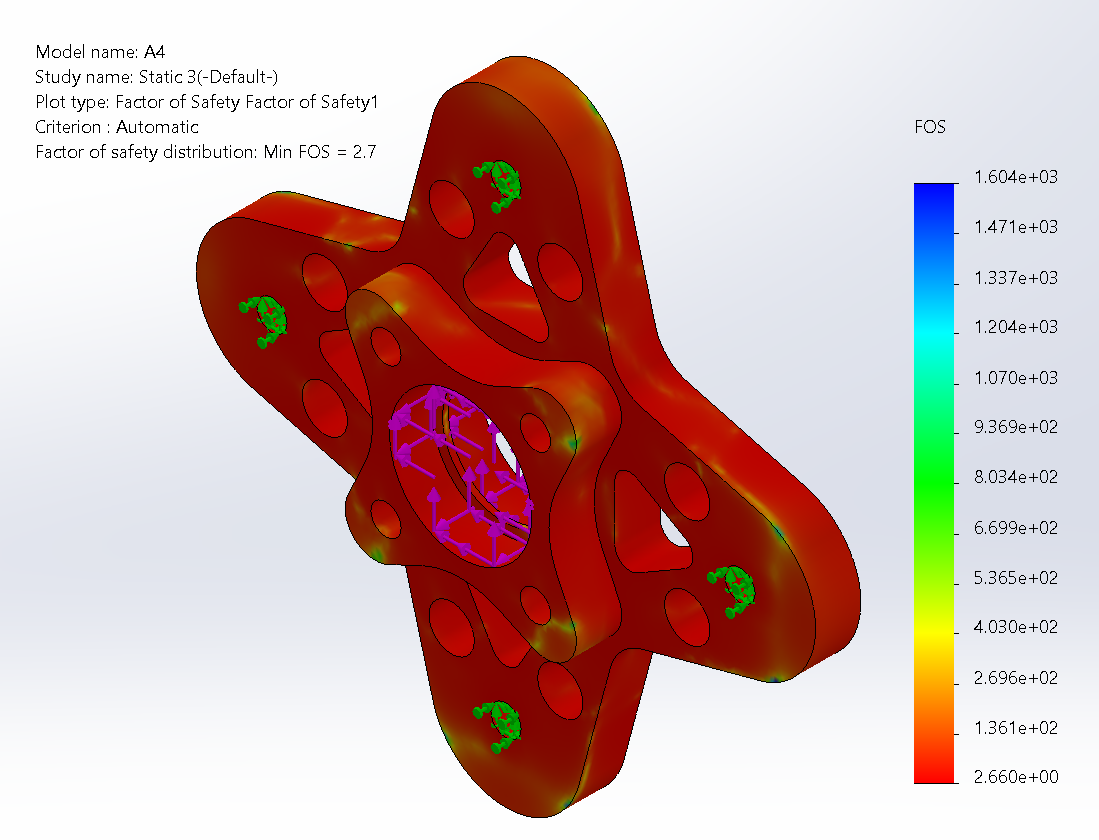 Model name: A4
Study name: Static 3(-Default-)
Plot type: Factor of Safety Factor of Safety1
Criterion : Automatic
Factor of safety distribution: Min FOS = 2.7
FOS
1.604e+03
1.471e+03
1.337e+03
1.204e+03
1.070e+03
9.369e+02
8.034e+02
6.699e+02
5.365e+02
4.030e+02
2.696e+02
1.361e+02
2.660e+00